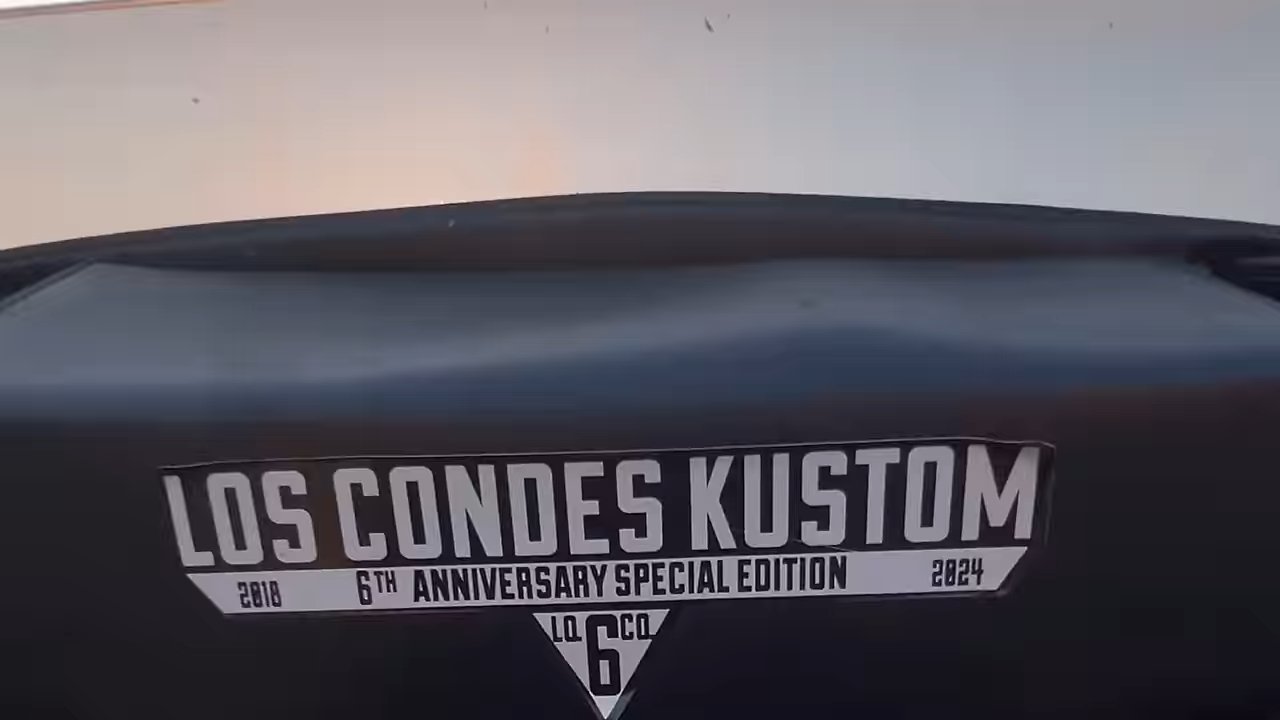 LOS CONDES KUSTOM
2018 6TH ANNIVERSARY SPECIAL EDITION 2024
LQ 6 CQ